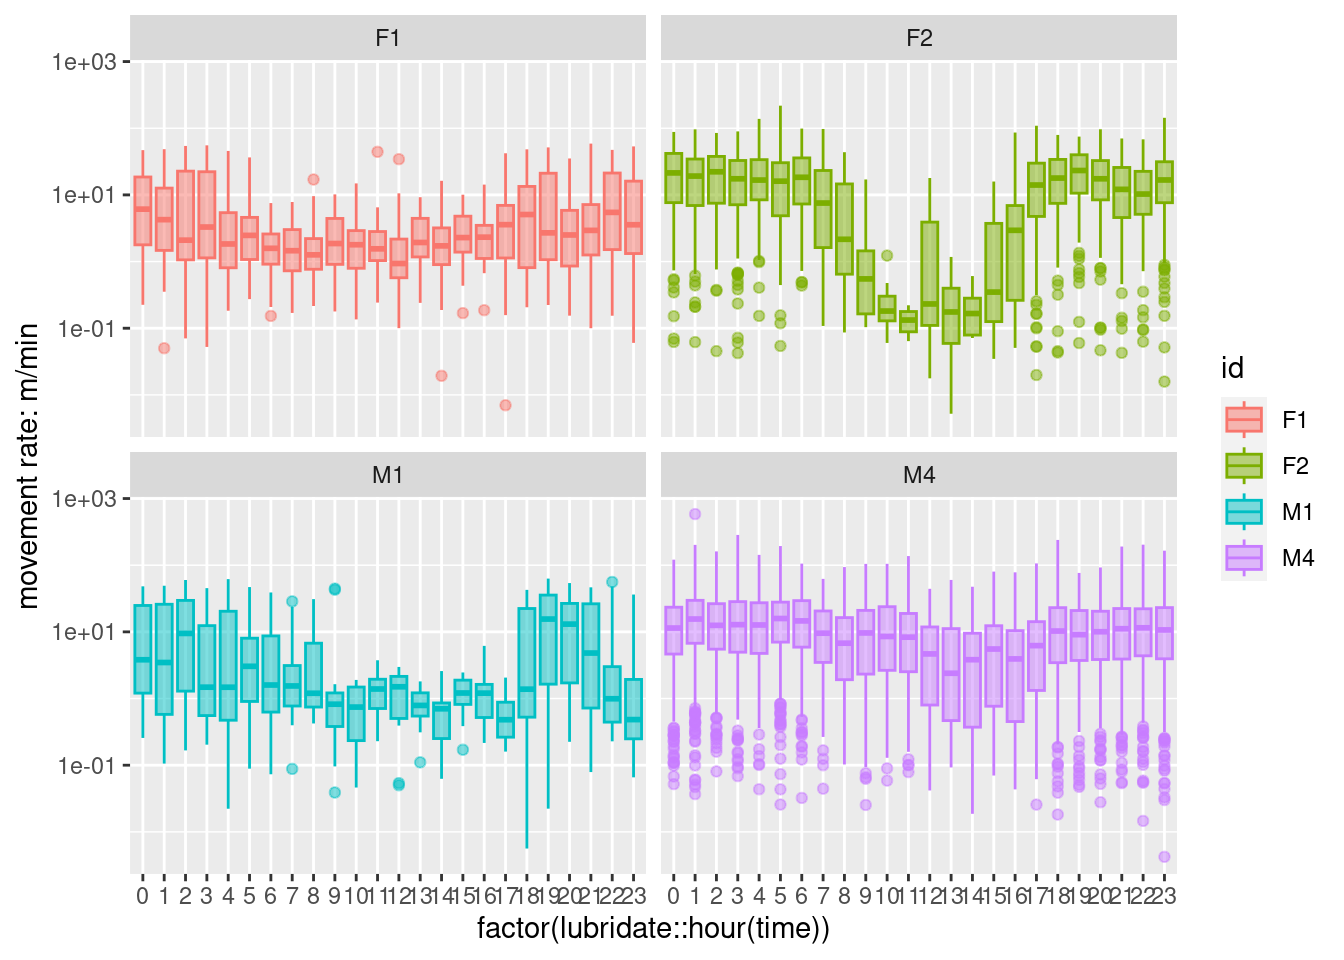 F1 F2
1e+03
1e+01
1e-01
movement rate: m/min
M1 M4
1e+03
1e+01
1e-01
0 1 2 3 4 5 6 7 8 9 10 11 12 13 14 15 16 17 18 19 20 21 22 23 0 1 2 3 4 5 6 7 8 9 10 11 12 13 14 15 16 17 18 19 20 21 22 23
factor(lubridate::hour(time))
id
F1
F2
M1
M4